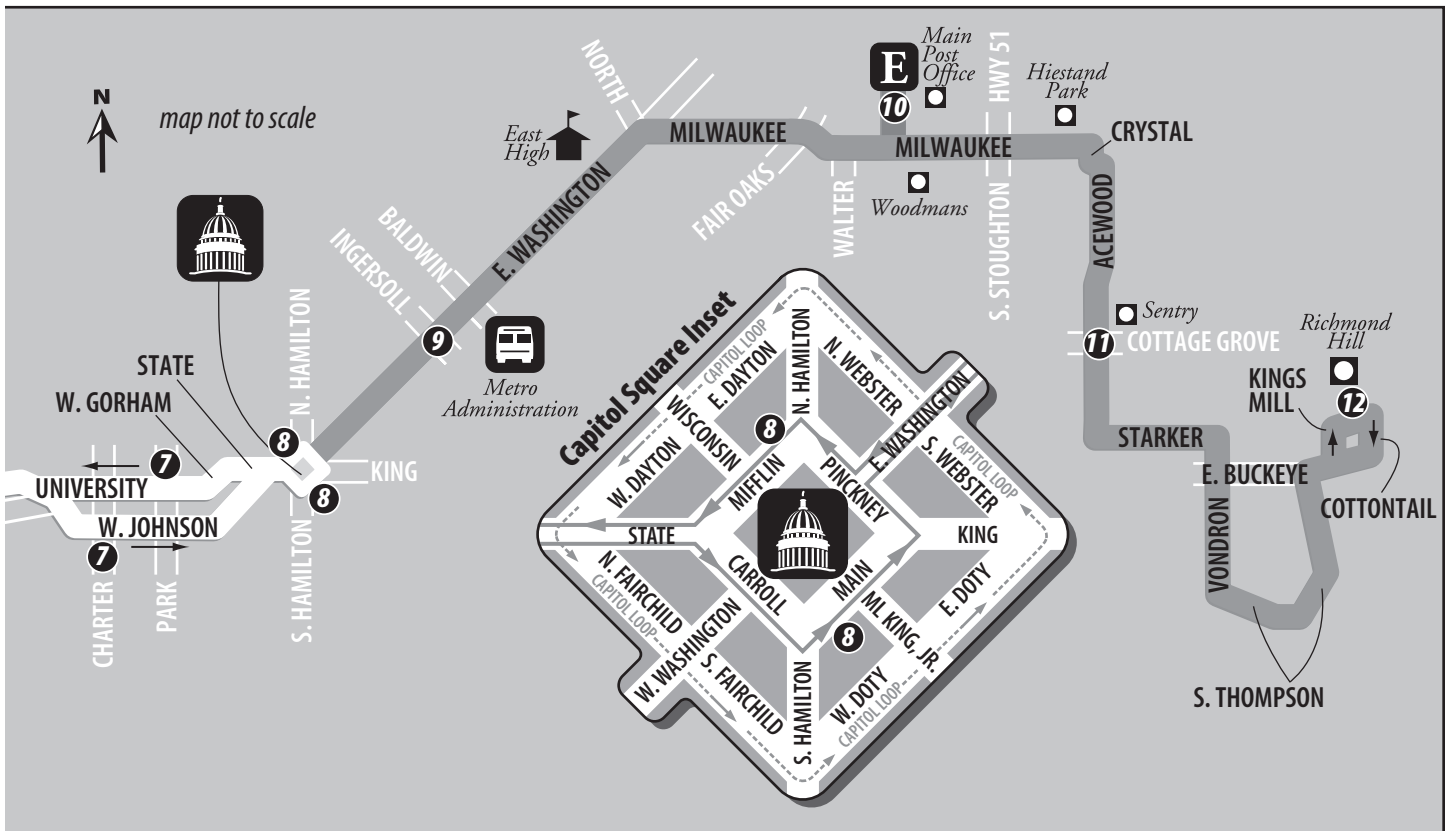 N
map not to scale
NORTH
East
High
MILWAUKEE
E
10
Main
Post
Office
HWY 51
Hiestand
Park
MILWAUKEE
CRYSTAL
FAIR OAKS
WALTER
Woodmans
S. STOUGHTON
ACEWOOD
E. WASHINGTON
BALDWIN
INGERSOLL
9
Metro
Administration
Sentry
11
COTTAGE GROVE
Richmond
Hill
KINGS
MILL
12
STARKER
E. BUCKEYE
COTTONTAIL
VONDRON
S. THOMPSON
STATE
W. GORHAM
N. HAMILTON
8
7
UNIVERSITY
KING
8
W. JOHNSON
7
CHARTER
PARK
S. HAMILTON
Capitol Square Inset
CAPITOL LOOP
E. DAYTON
N. HAMILTON
N. WEBSTER
WISCONSIN
8
E. WASHINGTON
W. DAYTON
MIFFLIN
PINCKNEY
S. WEBSTER
CAPITOL LOOP
STATE
KING
N. FAIRCHILD
CAPITOL LOOP
CARROLL
MAIN
ML KING, JR.
E. DOTY
W. WASHINGTON
8
S. FAIRCHILD
S. HAMILTON
W. DOTY
CAPITOL LOOP